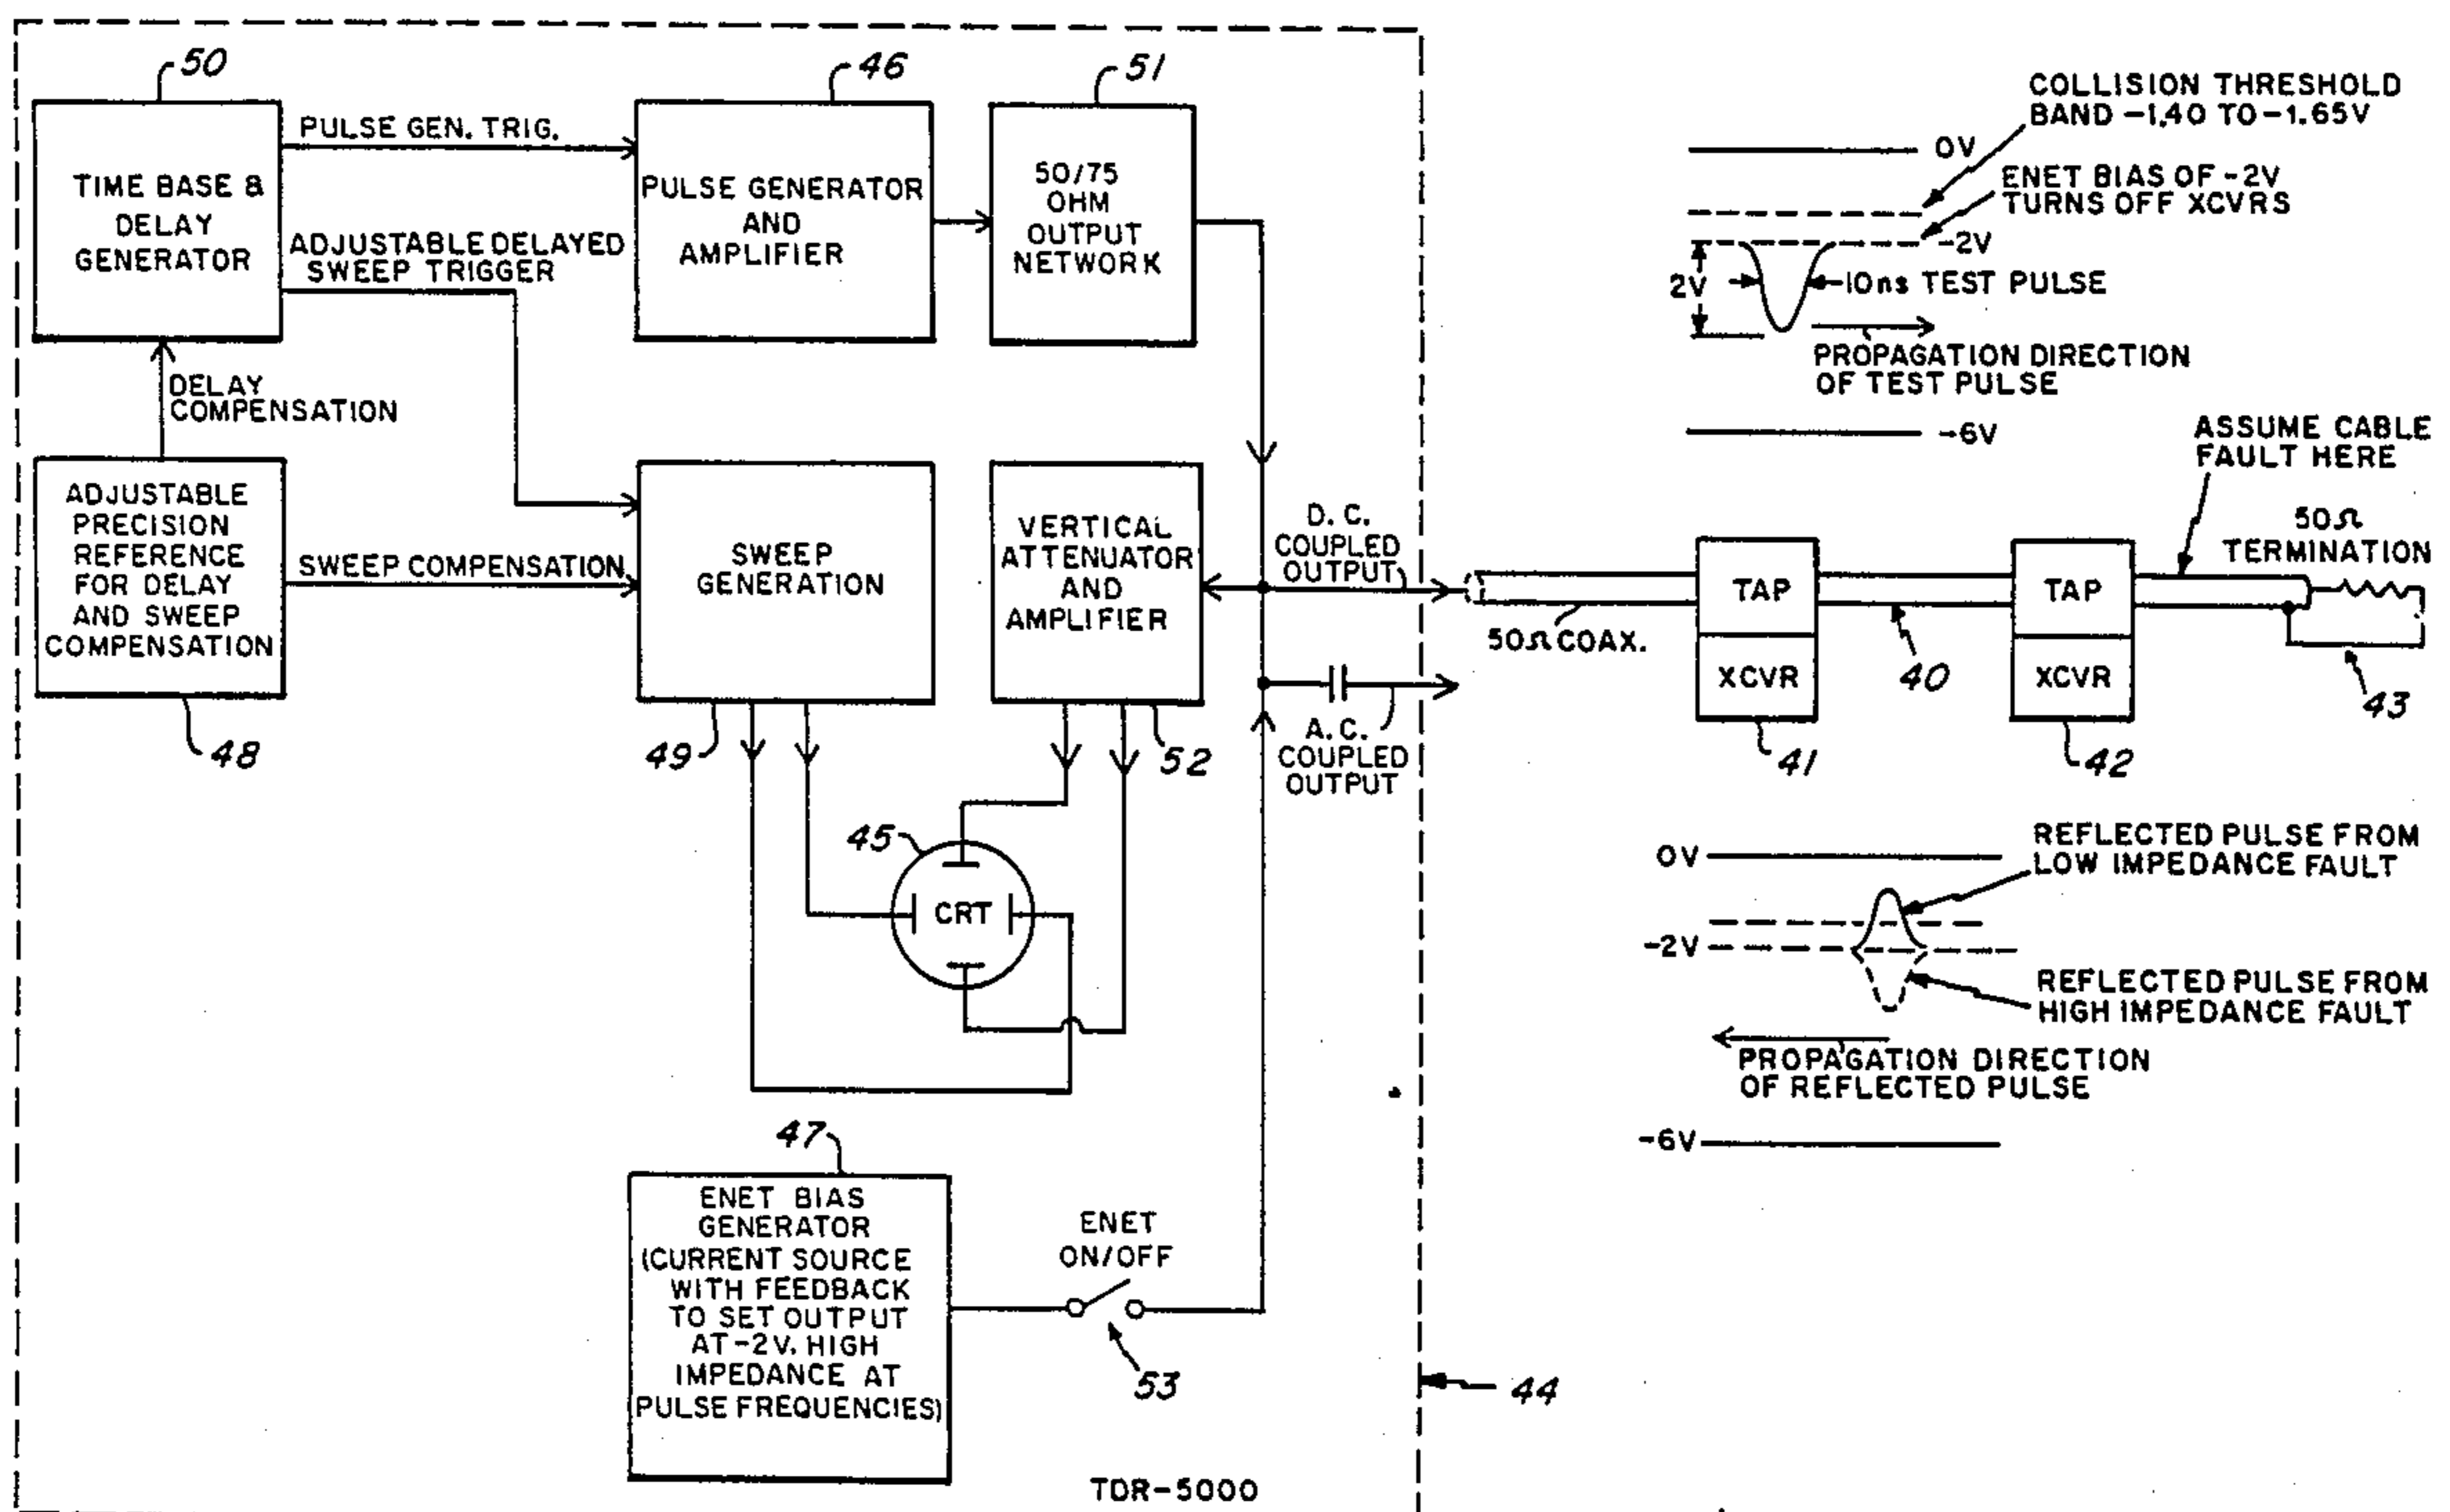 50
46
51
TIME BASE &
DELAY
GENERATOR
PULSE GEN. TRIG.
ADJUSTABLE DELAYED
SWEEP TRIGGER
PULSE GENERATOR
AND
AMPLIFIER
50/75
OHM
OUTPUT
NETWORK
DELAY
COMPENSATION
ADJUSTABLE
PRECISION
REFERENCE
FOR DELAY
AND SWEEP
COMPENSATION
48
SWEEP COMPENSATION
SWEEP
GENERATION
49
VERTICAL
ATTENUATOR
AND
AMPLIFIER
52
D. C.
COUPLED
OUTPUT
A. C.
COUPLED
OUTPUT
45
CRT
47
ENET BIAS
GENERATOR
(CURRENT SOURCE
WITH FEEDBACK
TO SET OUTPUT
AT -2V. HIGH
IMPEDANCE AT
PULSE FREQUENCIES)
ENET
ON/OFF
53
44
TDR-5000
COLLISION THRESHOLD
BAND -1.40 TO -1.65V
0V
ENET BIAS OF -2V
TURNS OFF XCVRS
-2V
2V
10ns TEST PULSE
PROPAGATION DIRECTION
OF TEST PULSE
-6V
ASSUME CABLE
FAULT HERE
50Ω
TERMINATION
50Ω COAX.
TAP
XCVR
41
40
TAP
XCVR
42
43
0V
REFLECTED PULSE FROM
LOW IMPEDANCE FAULT
-2V
REFLECTED PULSE FROM
HIGH IMPEDANCE FAULT
PROPAGATION DIRECTION
OF REFLECTED PULSE
-6V